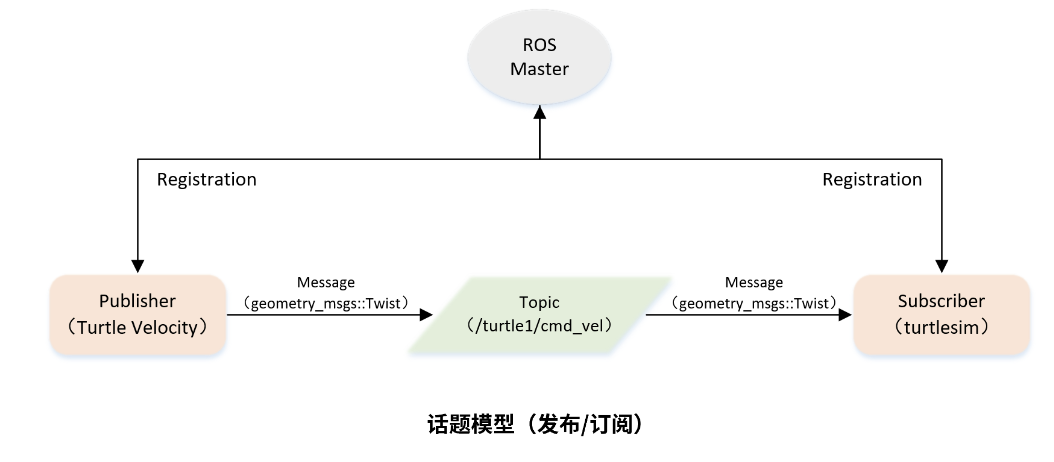 ROS
Master
Registration
Registration
Publisher
（Turtle Velocity）
Message
（geometry_msgs::Twist）
Topic
（/turtle1/cmd_vel）
Message
（geometry_msgs::Twist）
Subscriber
（turtlesim）
话题模型（发布/订阅）